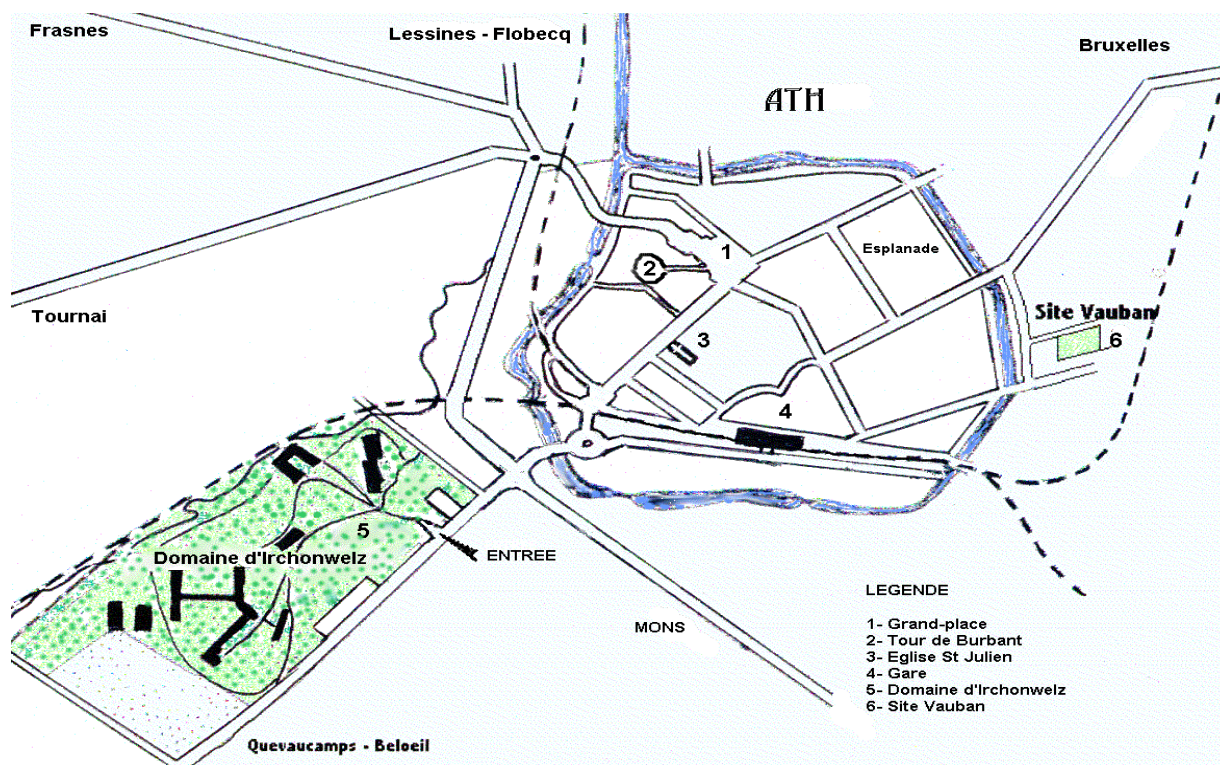 Frasnes
Lessines - Flobecq
Bruxelles
ATH
1
Esplanade
2
Tournai
Site Vauban
3
6
4
5
Domaine d'Irchonwelz
ENTREE
MONS
LEGENDE
1- Grand-place
2- Tour de Burbant
3- Eglise St Julien
4- Gare
5- Domaine d'Irchonwelz
6- Site Vauban
Quevaucamps - Beloeil